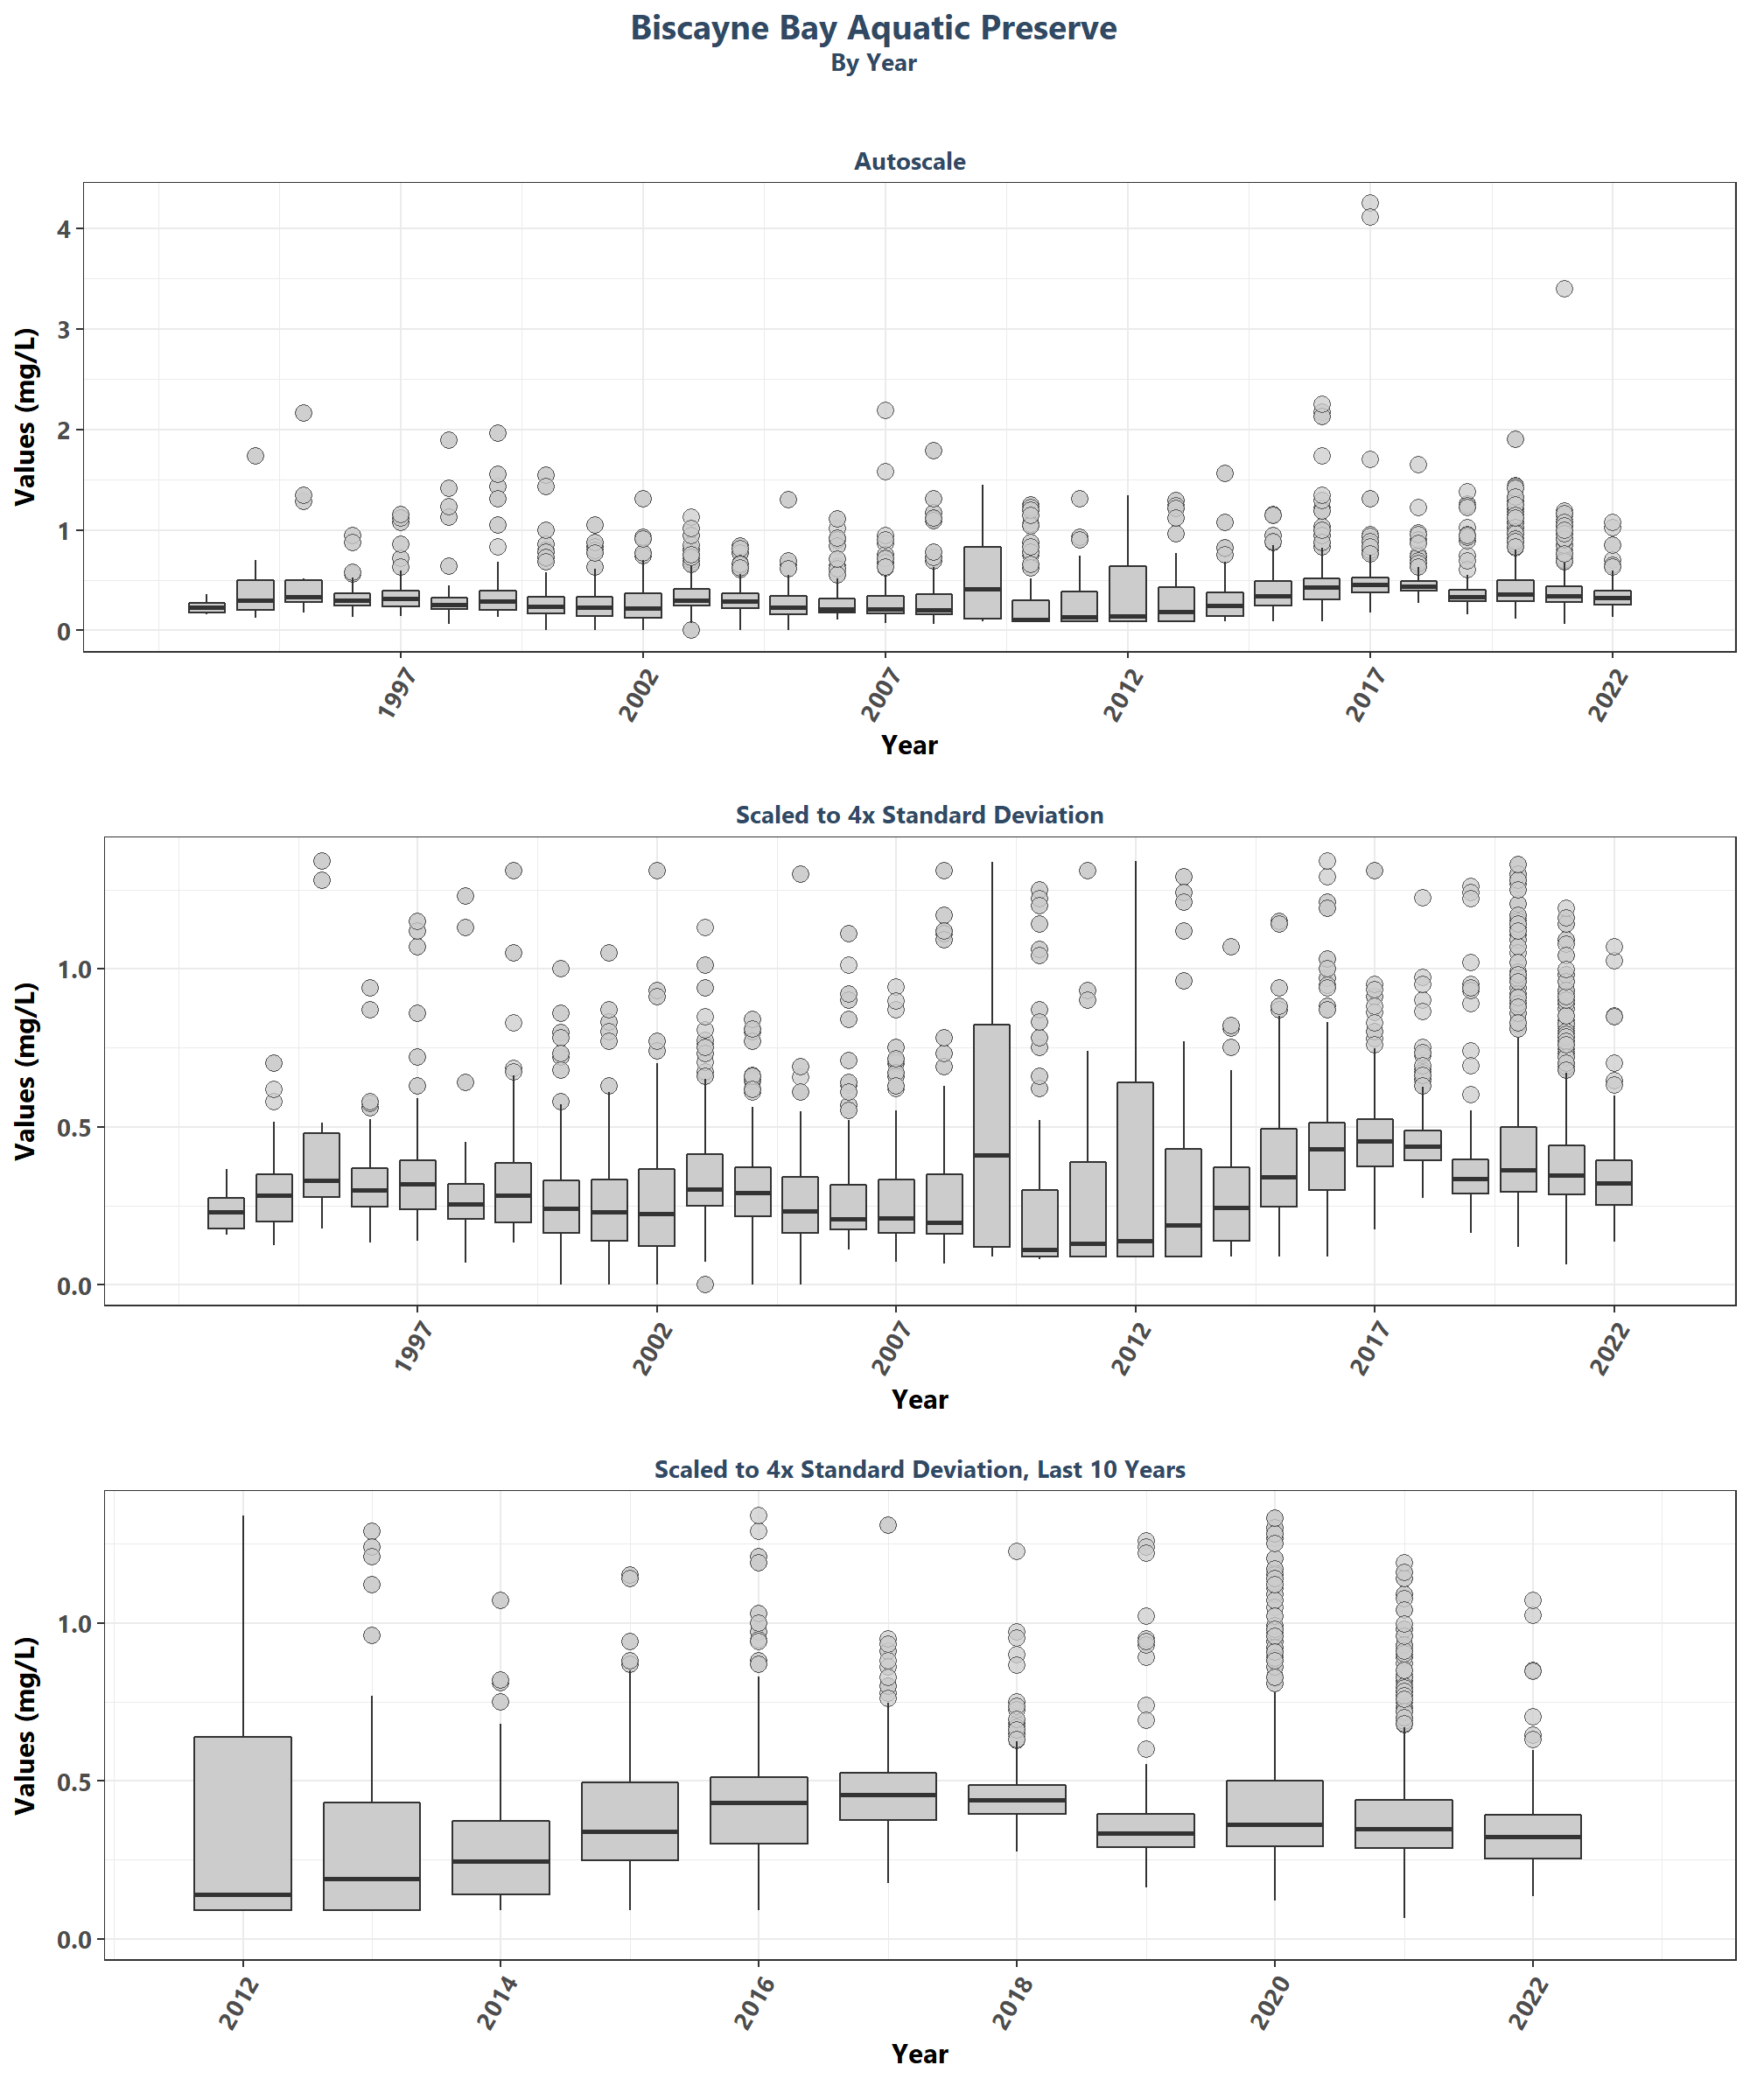 Biscayne Bay Aquatic Preserve
By Year
Autoscale
Values (mg/L)
4
3
2
1
0
1997
2002
2007
2012
2017
2022
Year
Scaled to 4x Standard Deviation
Values (mg/L)
1.0
0.5
0.0
1997
2002
2007
2012
2017
2022
Year
Scaled to 4x Standard Deviation, Last 10 Years
Values (mg/L)
1.0
0.5
0.0
2012
2014
2016
2018
2020
2022
Year